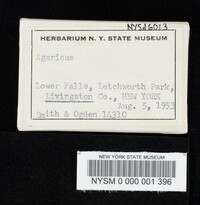 NYSd6013
HERBARIUM N. Y. STATE MUSEUM
Agaricus
Lower Falls, Letchworth Park,
Livingston Co., NEW YORK
Aug. 5, 1953
Smith & Ogden 14310
NEW YORK STATE MUSEUM
NYSM 0 000 001 396